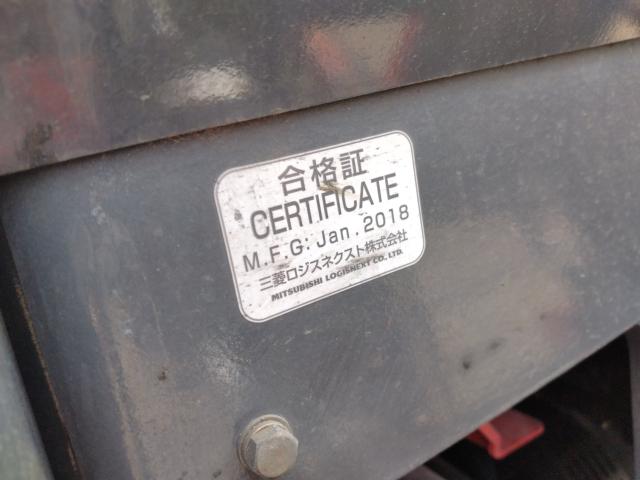 合格証
CERTIFICATE
M.F.G: Jan. 2018
三菱ロジスネクスト株式会社
MITSUBISHI LOGISNEXT CO., LTD.